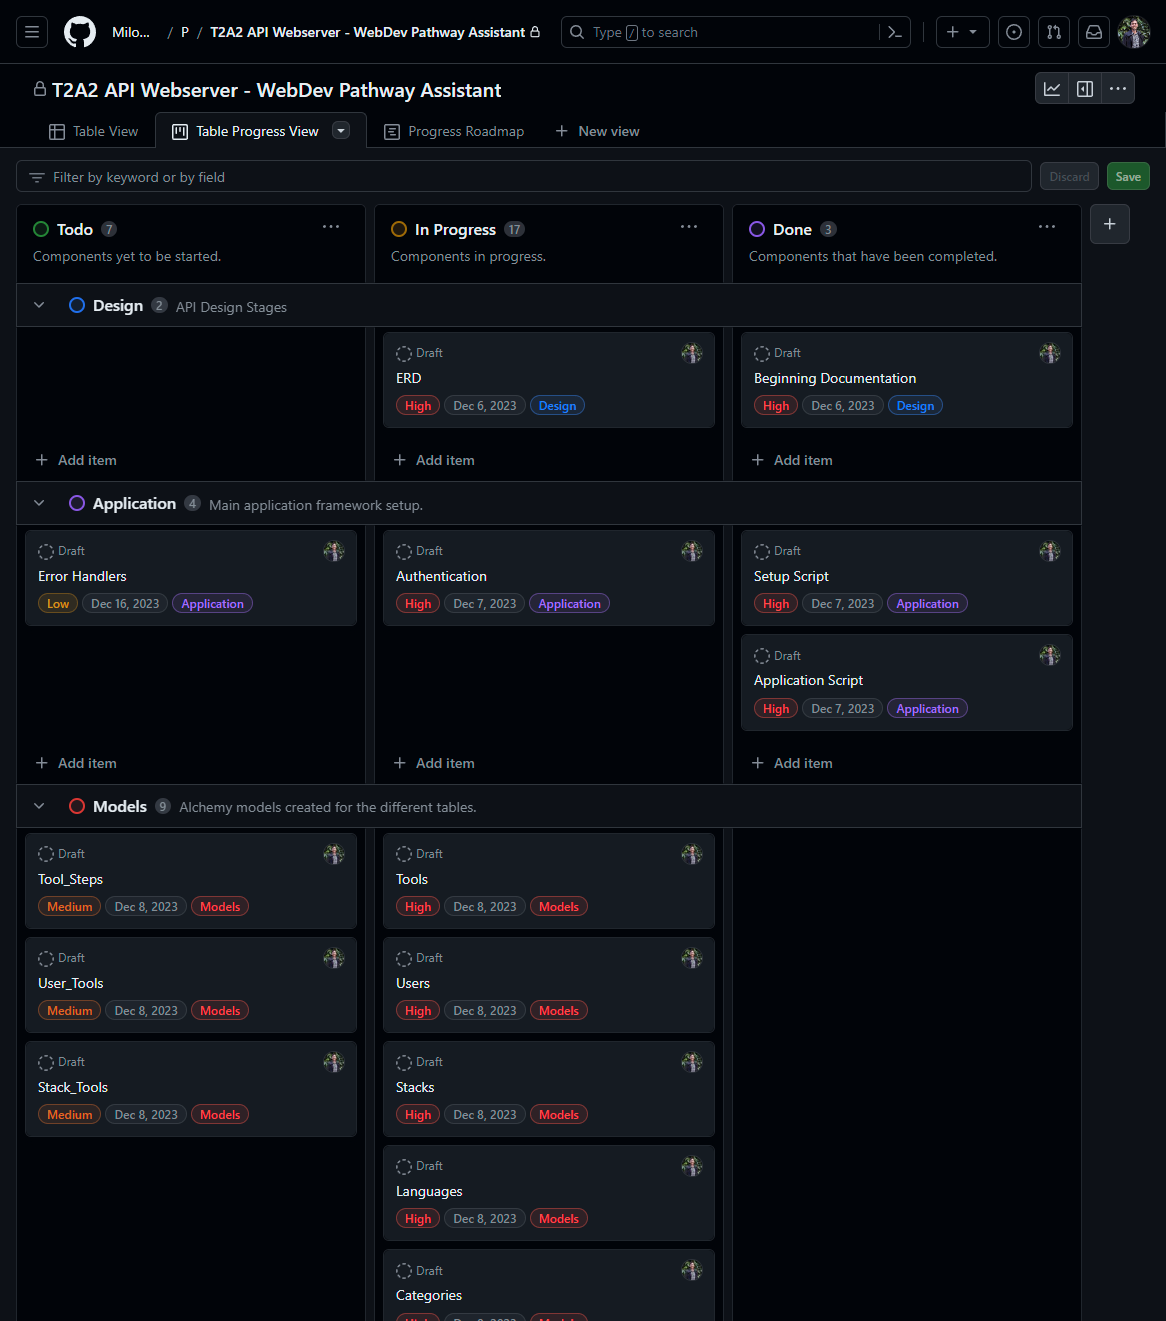 Milo... / P / T2A2 API Webserver - WebDev Pathway Assistant
Type / to search
T2A2 API Webserver - WebDev Pathway Assistant
Table View
Table Progress View
Progress Roadmap
New view
Filter by keyword or by field
Discard
Save
Todo 7
Components yet to be started.
In Progress 17
Components in progress.
Done 3
Components that have been completed.
Design 2 API Design Stages
Draft
ERD
High Dec 6, 2023 Design
Draft
Beginning Documentation
High Dec 6, 2023 Design
Add item
Add item
Add item
Application 4 Main application framework setup.
Draft
Error Handlers
Low Dec 16, 2023 Application
Draft
Authentication
High Dec 7, 2023 Application
Draft
Setup Script
High Dec 7, 2023 Application
Draft
Application Script
High Dec 7, 2023 Application
Add item
Add item
Add item
Models 9 Alchemy models created for the different tables.
Draft
Tool_Steps
Medium Dec 8, 2023 Models
Draft
User_Tools
Medium Dec 8, 2023 Models
Draft
Stack_Tools
Medium Dec 8, 2023 Models
Draft
Tools
High Dec 8, 2023 Models
Draft
Users
High Dec 8, 2023 Models
Draft
Stacks
High Dec 8, 2023 Models
Draft
Languages
High Dec 8, 2023 Models
Draft
Categories
High Dec 8, 2023 Models